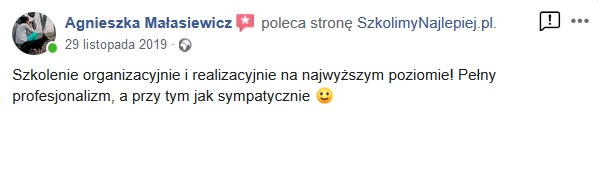 Agnieszka Małasiewicz poleca stronę SzkolimyNajlepiej.pl.
29 listopada 2019 ·
Szkolenie organizacyjnie i realizacyjnie na najwyższym poziomie! Pełny
profesjonalizm, a przy tym jak sympatycznie 🙂